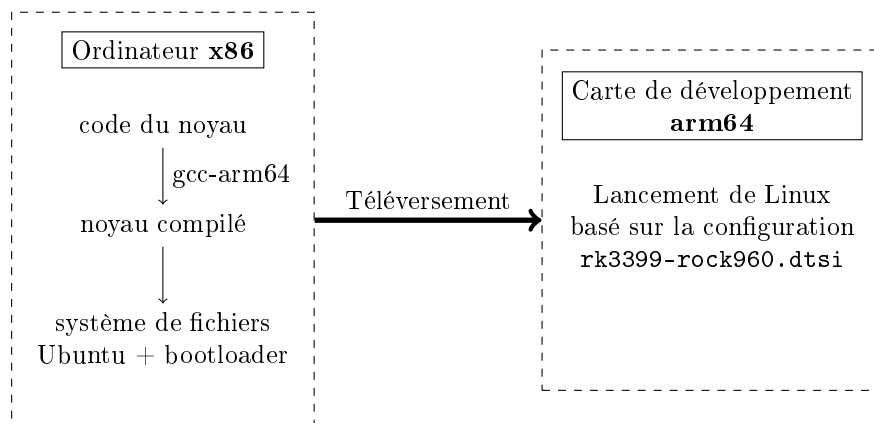 Ordinateur x86
code du noyau
gcc-arm64
noyau compilé
système de fichiers
Ubuntu + bootloader
Téléversement
Carte de développement
arm64
Lancement de Linux
basé sur la configuration
rk3399-rock960.dtsi